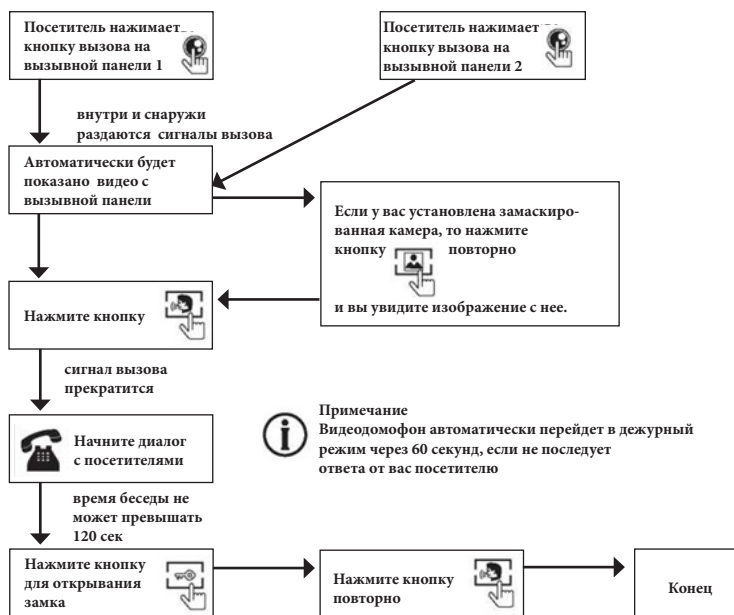 Посетитель нажимает
кнопку вызова на
вызывной панели 1
Посетитель нажимает
кнопку вызова на
вызывной панели 2
внутри и снаружи
раздаются сигналы вызова
Автоматически будет
показано видео с
вызывной панели
Если у вас установлена замаскиро-
ванная камера, то нажмите
кнопку повторно
и вы увидите изображение с нее.
Нажмите кнопку
сигнал вызова
прекратится
Начните диалог
с посетителями
Примечание
Видеодомофон автоматически перейдет в дежурный
режим через 60 секунд, если не последует
ответа от вас посетителю
время беседы не
может превышать
120 сек
Нажмите кнопку
для открывания
замка
Нажмите кнопку
повторно
Конец